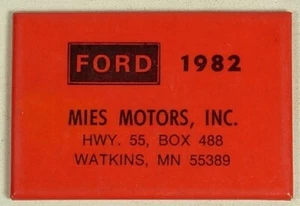 FORD 1982
MIES MOTORS, INC.
HWY. 55, BOX 488
WATKINS, MN 55389